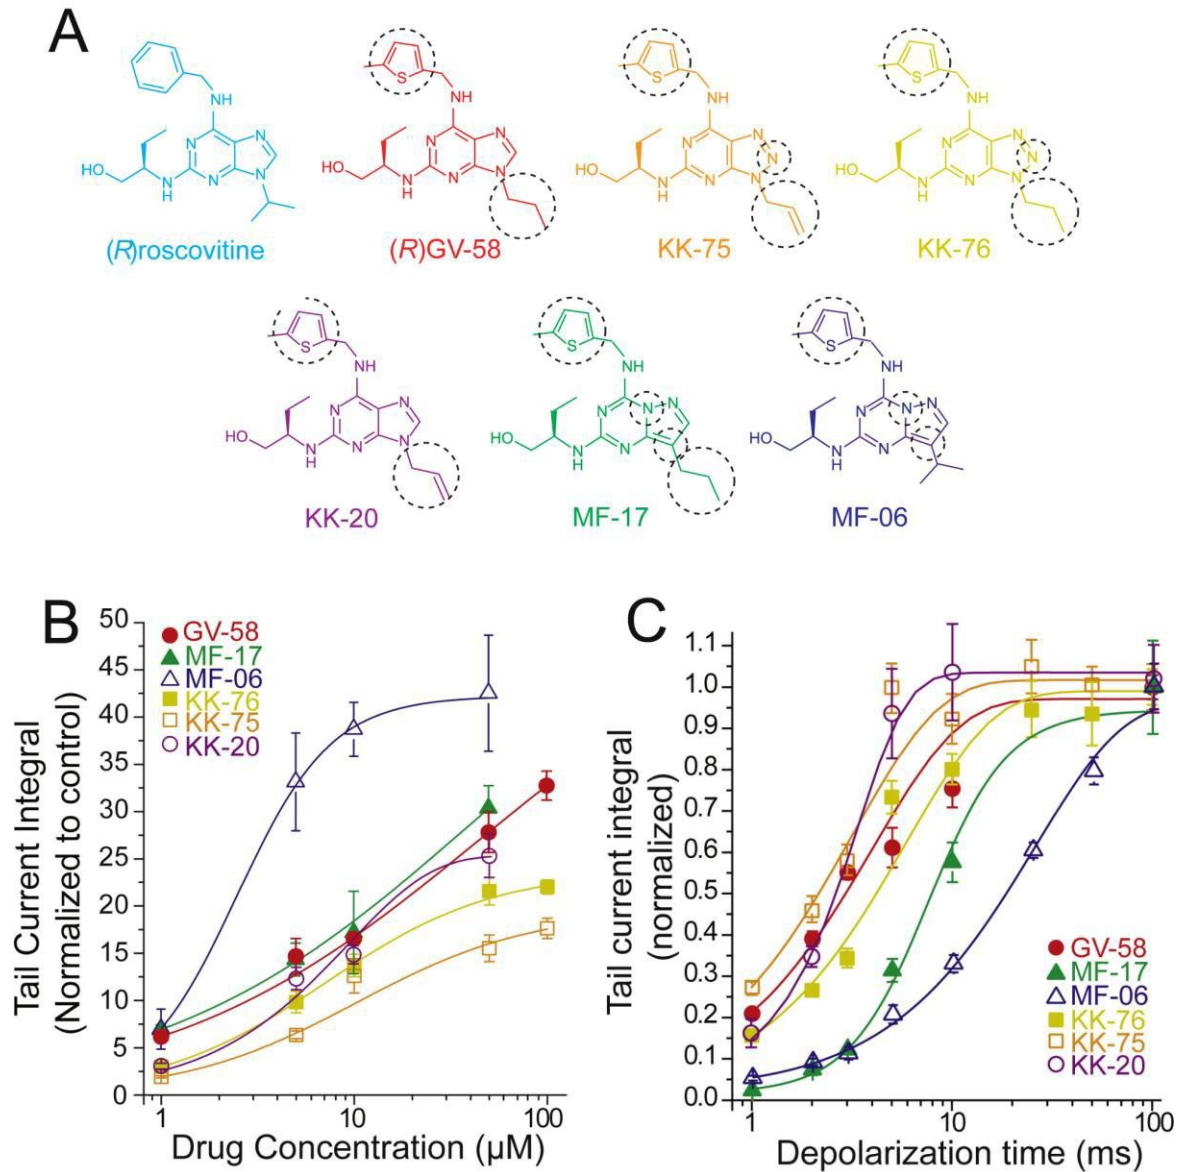 A
S S S
NH NH NH NH
N N N N N N N N
N N
HO N N N HO N N N HO N N N HO N N N
H H H H
(R)roscovitine (R)GV-58 KK-75 KK-76
S S S
NH NH NH
N N N N N N N N
HO N N N HO N N HO N N
H H H
KK-20 MF-17 MF-06
B
Tail Current Integral
(Normalized to control)
50
45
40
35
30
25
20
15
10
5
0
GV-58
MF-17
MF-06
KK-76
KK-75
KK-20
1 10 100
Drug Concentration (µM)
C
Tail current integral
(normalized)
1.1
1.0
0.9
0.8
0.7
0.6
0.5
0.4
0.3
0.2
0.1
0.0
GV-58
MF-17
MF-06
KK-76
KK-75
KK-20
1 10 100
Depolarization time (ms)